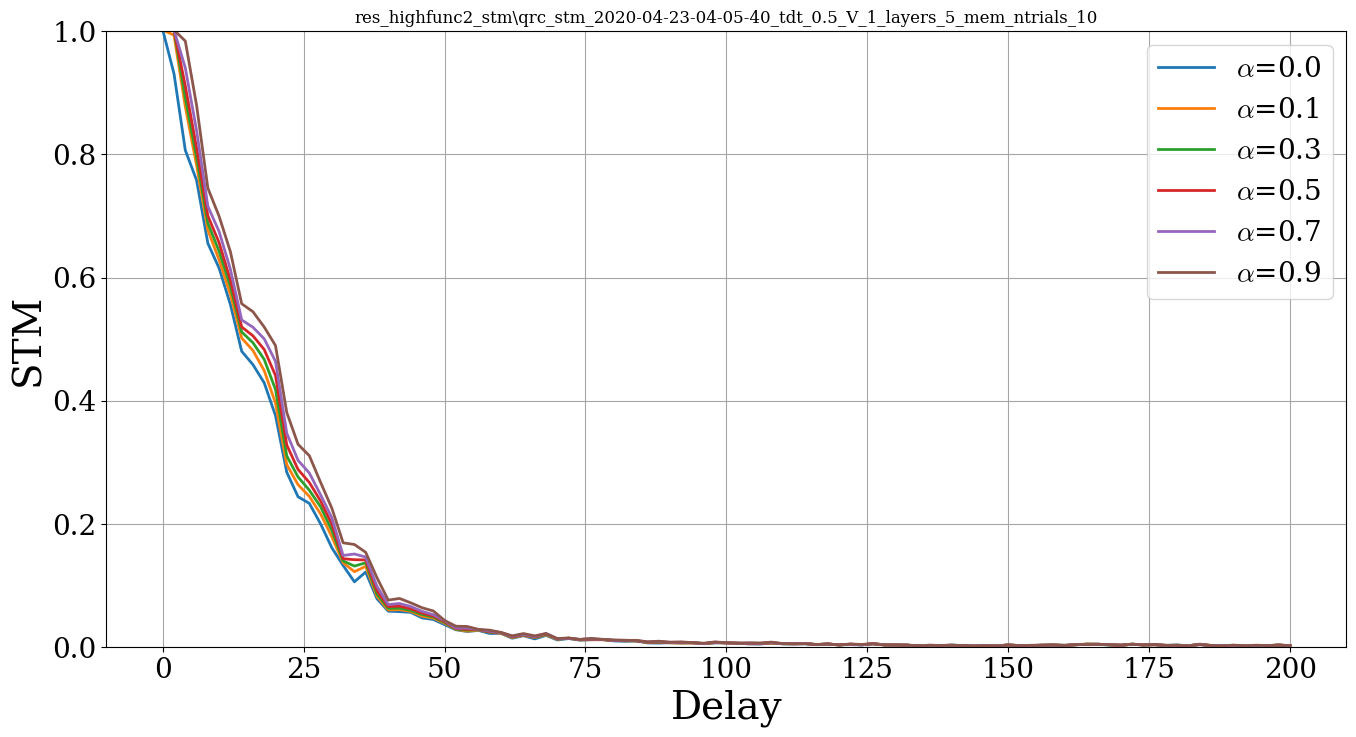 res_highfunc2_stm\qrc_stm_2020-04-23-04-05-40_tdt_0.5_V_1_layers_5_mem_ntrials_10
α=0.0
α=0.1
α=0.3
α=0.5
α=0.7
α=0.9
STM
1.0
0.8
0.6
0.4
0.2
0.0
0 25 50 75 100 125 150 175 200
Delay